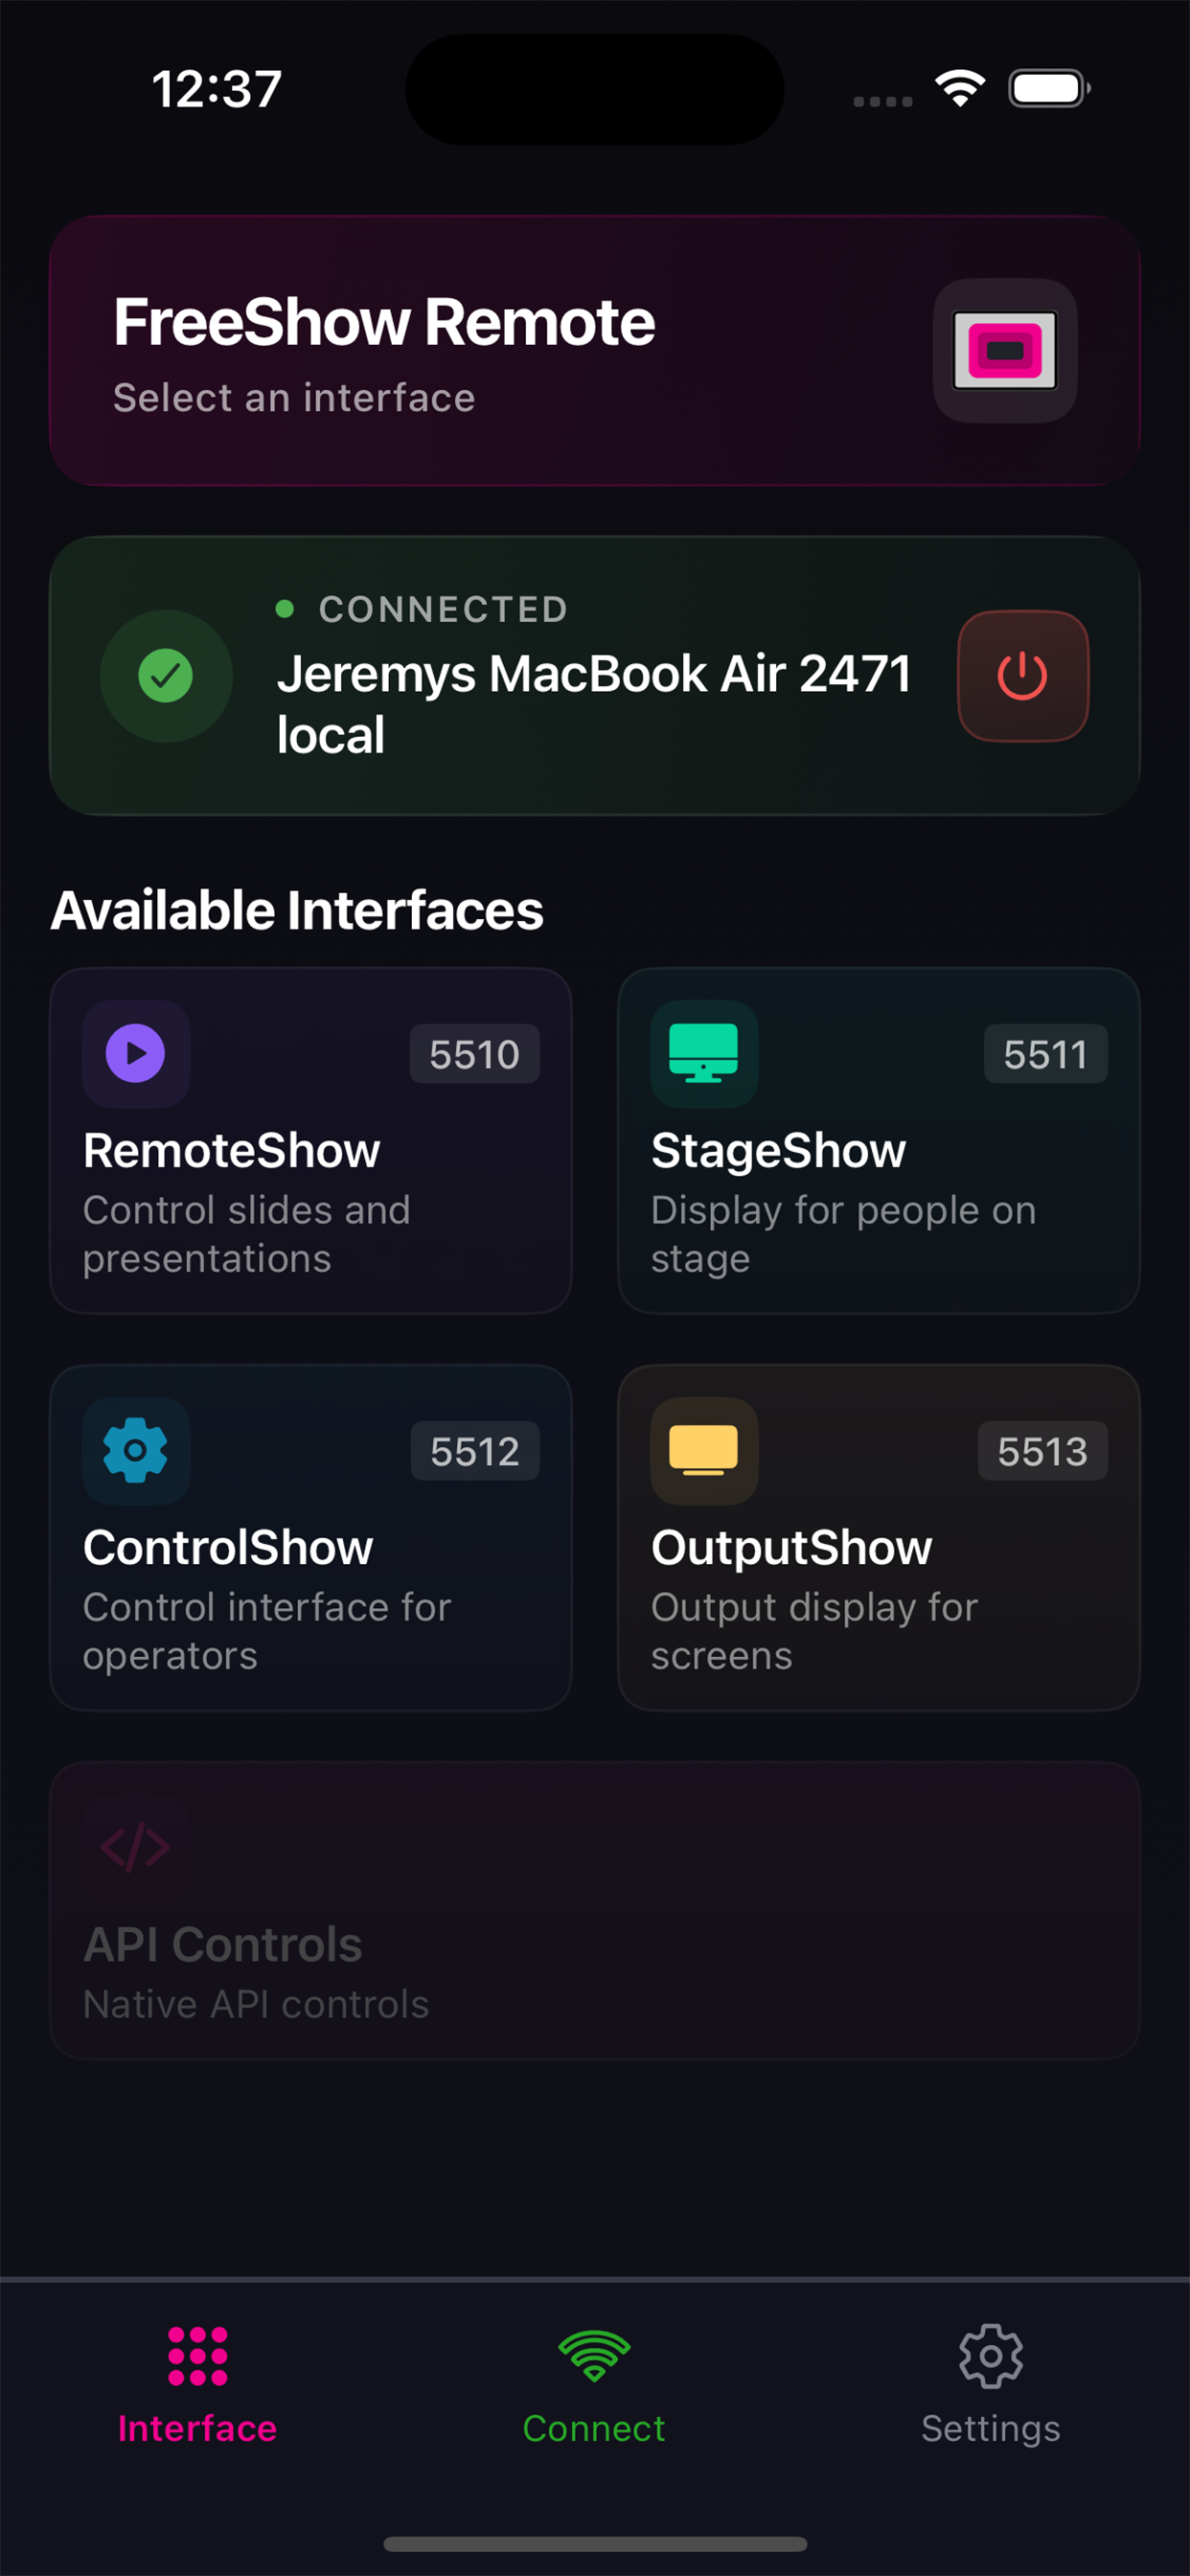 12:37
FreeShow Remote
Select an interface
CONNECTED
Jeremys MacBook Air 2471
local
Available Interfaces
5510
RemoteShow
Control slides and
presentations
5511
StageShow
Display for people on
stage
5512
ControlShow
Control interface for
operators
5513
OutputShow
Output display for
screens
API Controls
Native API controls
Interface
Connect
Settings